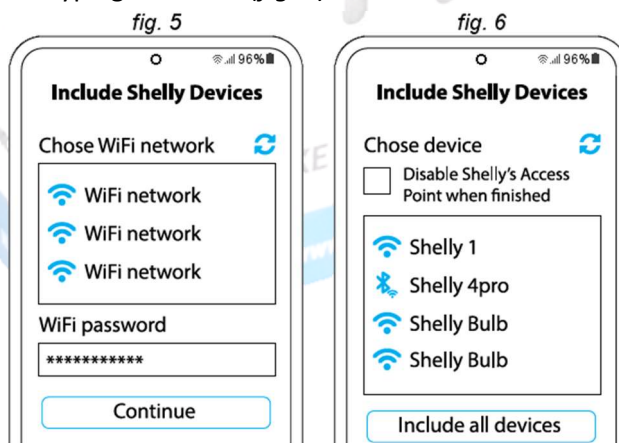 fig. 5
96%
Include Shelly Devices
Chose WiFi network
WiFi network
WiFi network
WiFi network
WiFi password
***********
Continue
fig. 6
96%
Include Shelly Devices
Chose device
Disable Shelly's Access
Point when finished
Shelly 1
Shelly 4pro
Shelly Bulb
Shelly Bulb
Include all devices